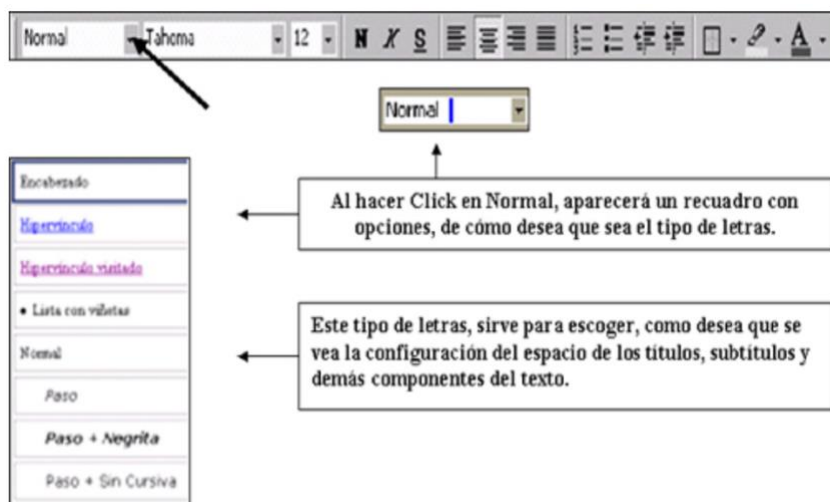 Normal Tahoma 12 N K S
Normal
Encabezado
Al hacer Click en Normal, aparecerá un recuadro con
opciones, de cómo desea que sea el tipo de letras.
Hipervínculo
Hipervínculo visitado
• Lista con viñetas
Este tipo de letras, sirve para escoger, como desea que se
vea la configuración del espacio de los títulos, subtítulos y
demás componentes del texto.
Normal
Paso
Paso + Negrita
Paso + Sin Cursiva